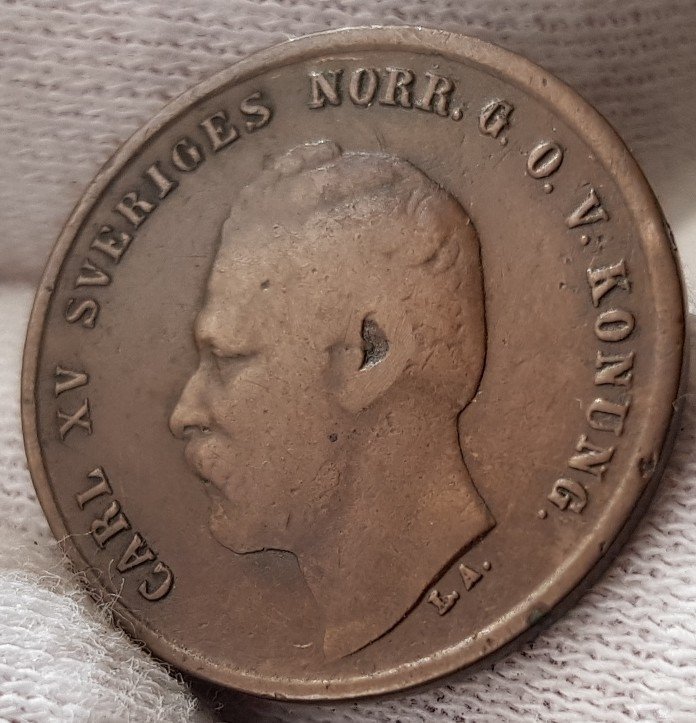 CARL XV SVERIGES NORR. G. O. V. KONUNG.
L. A.